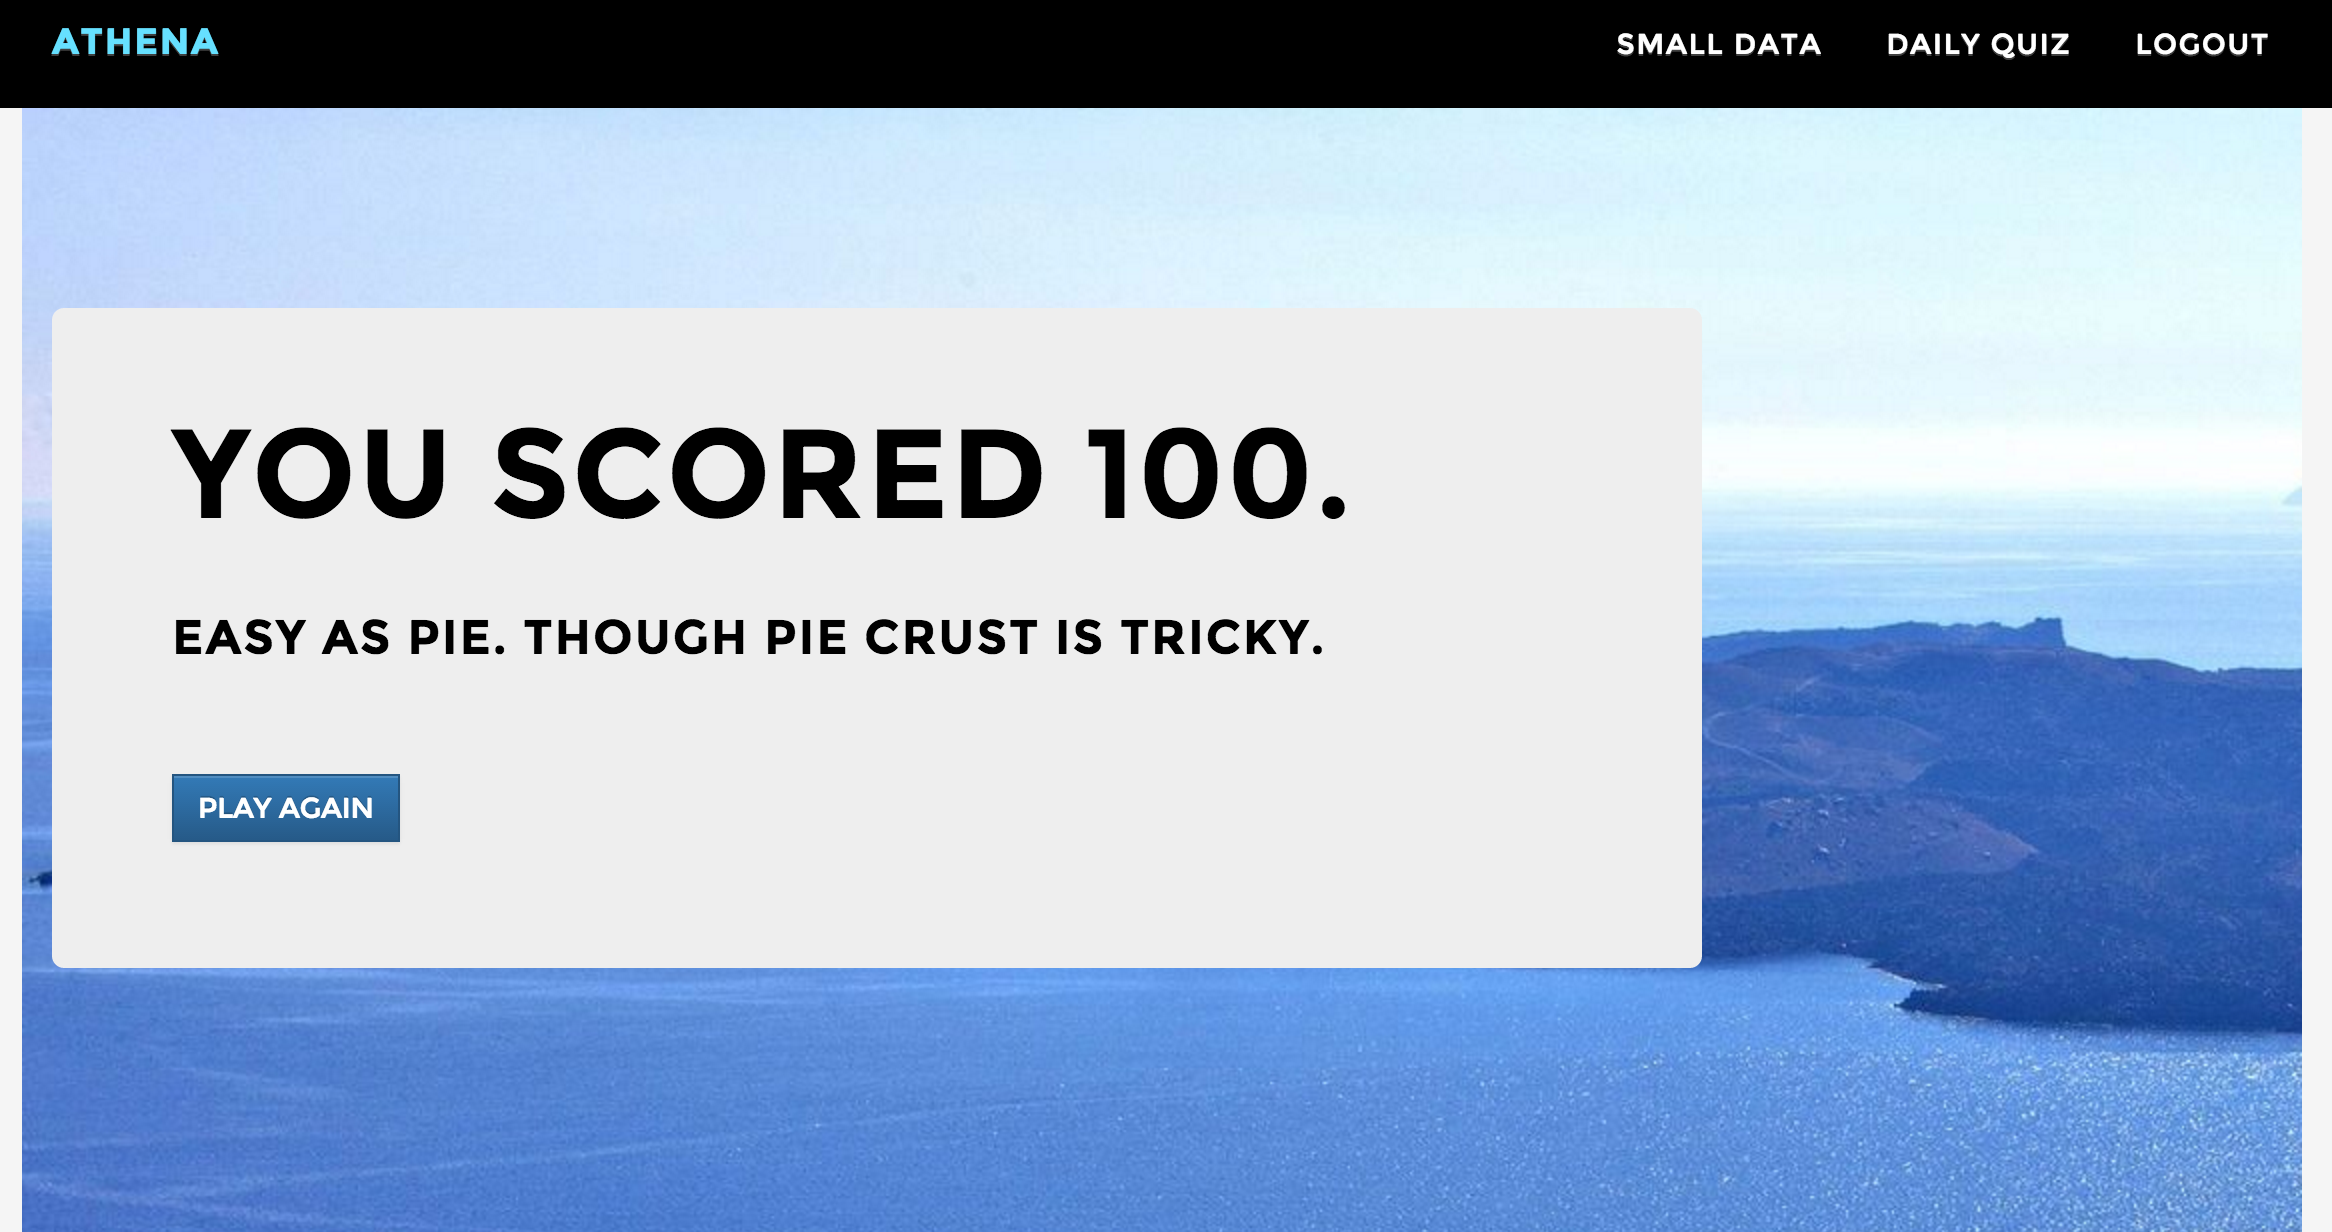 ATHENA
SMALL DATA
DAILY QUIZ
LOGOUT
YOU SCORED 100.
EASY AS PIE. THOUGH PIE CRUST IS TRICKY.
PLAY AGAIN